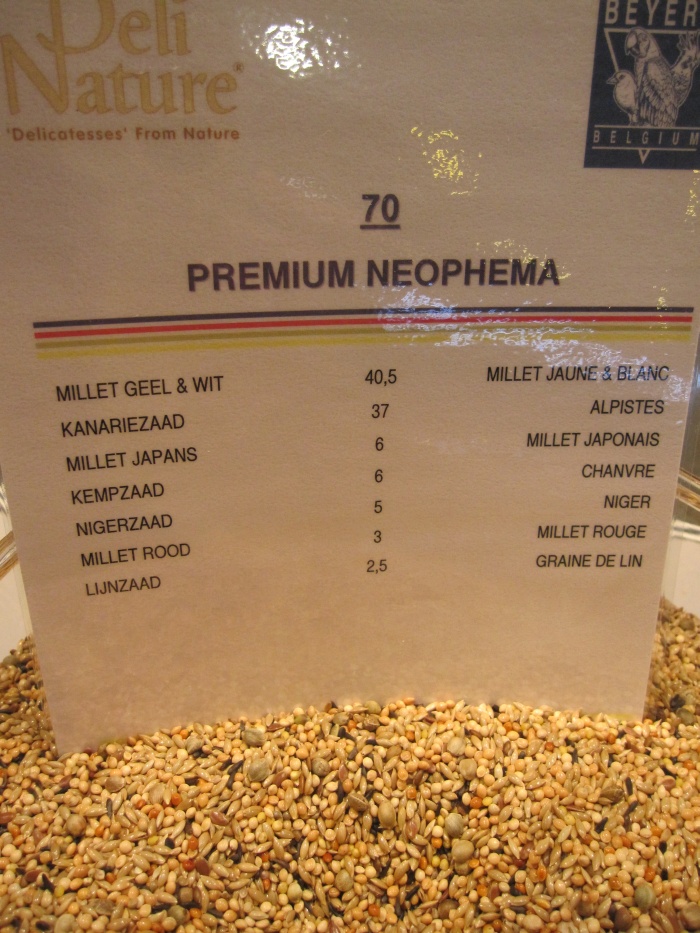 Deli
Nature®
'Delicatesses' From Nature
BEYER
BELGIUM
70
PREMIUM NEOPHEMA
MILLET GEEL & WIT 40,5 MILLET JAUNE & BLANC
KANARIEZAAD 37 ALPISTES
MILLET JAPANS 6 MILLET JAPONAIS
KEMPZAAD 6 CHANVRE
NIGERZAAD 5 NIGER
MILLET ROOD 3 MILLET ROUGE
LIJNZAAD 2,5 GRAINE DE LIN